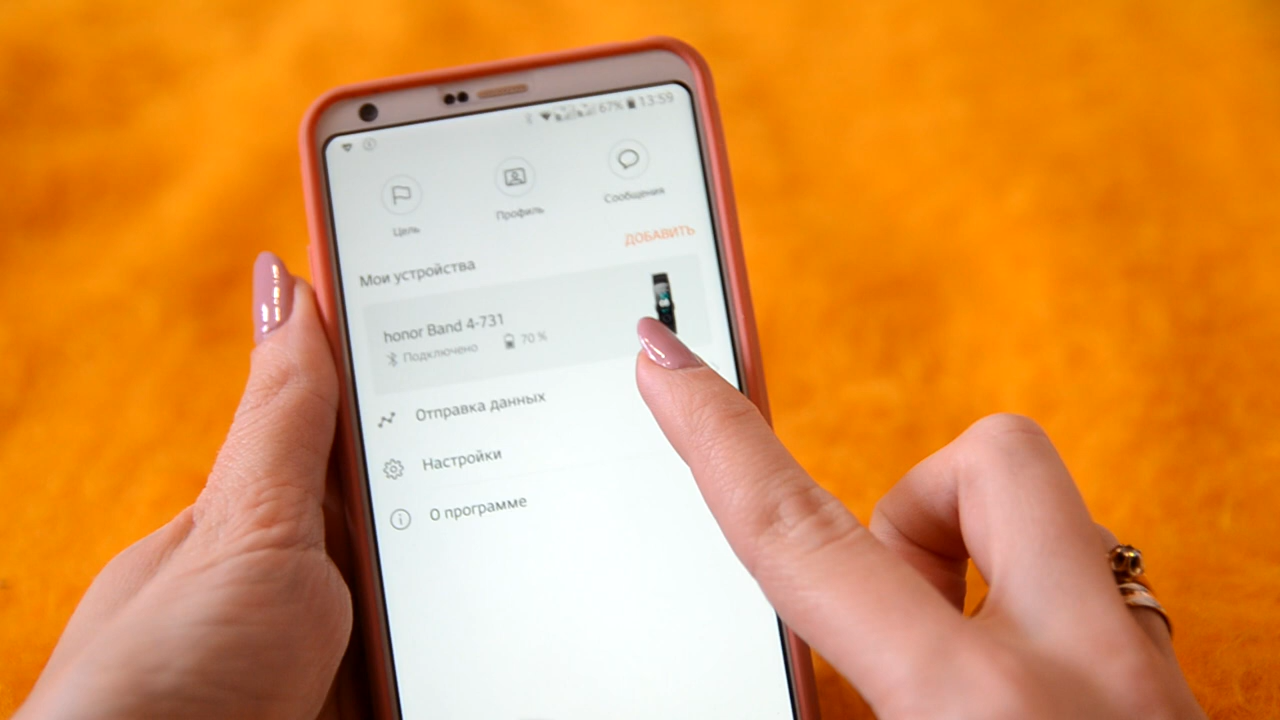 67% 13:59
Цель Профиль Сообщения
ДОБАВИТЬ
Мои устройства
honor Band 4-731
Подключено 70 %
Отправка данных
Настройки
О программе